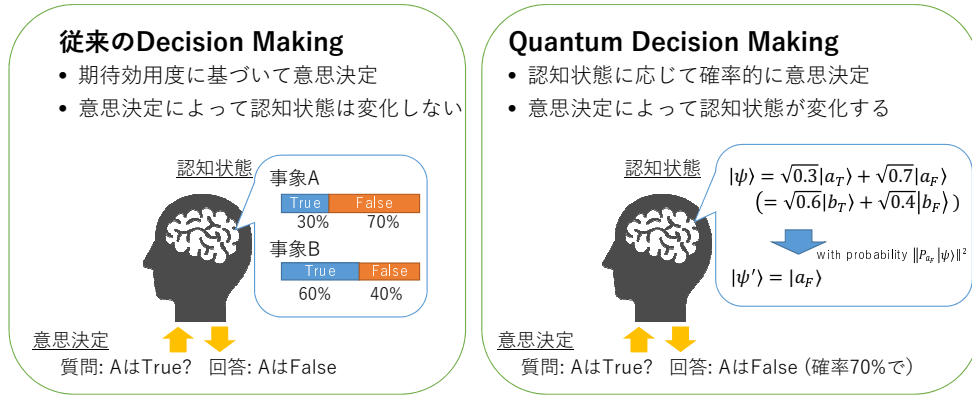 従来のDecision Making
• 期待効用度に基づいて意思決定
• 意思決定によって認知状態は変化しない
認知状態
事象A
True False
30% 70%
事象B
True False
60% 40%
意思決定
質問: AはTrue? 回答: AはFalse
Quantum Decision Making
• 認知状態に応じて確率的に意思決定
• 意思決定によって認知状態が変化する
認知状態
|ψ⟩ = √0.3|a_T⟩ + √0.7|a_F⟩
(= √0.6|b_T⟩ + √0.4|b_F⟩)
with probability ‖P_{a_F}|ψ⟩‖²
|ψ′⟩ = |a_F⟩
意思決定
質問: AはTrue? 回答: AはFalse (確率70%で)